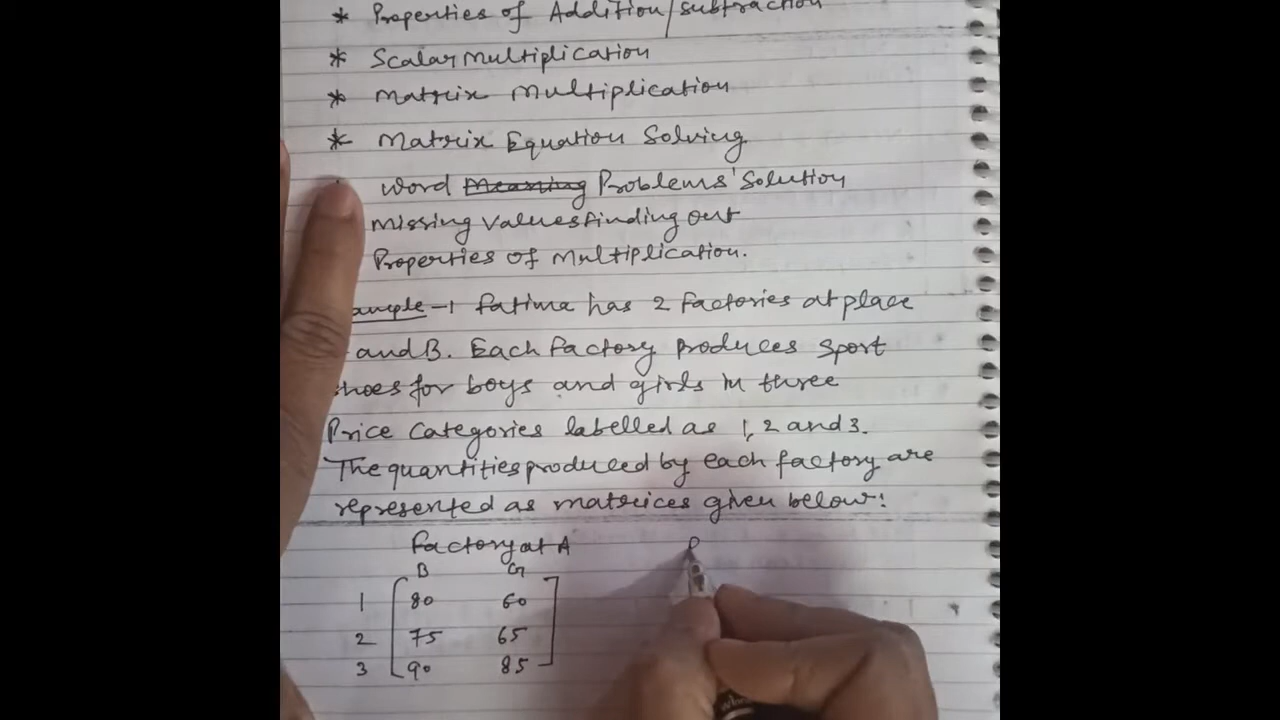 * Properties of Addition/subtraction
* Scalar multiplication
* Matrix Multiplication
* Matrix Equation Solving
Word Meaning Problems' Solution
Missing Values finding out
Properties of Multiplication.
ample-1 Fatima has 2 factories at place
and B. Each factory produces sport
shoes for boys and girls in three
Price Categories labelled as 1, 2 and 3.
The quantities produced by each factory are
represented as matrices given below:
Factory at A
B G
1 80 60
2 75 65
3 90 85